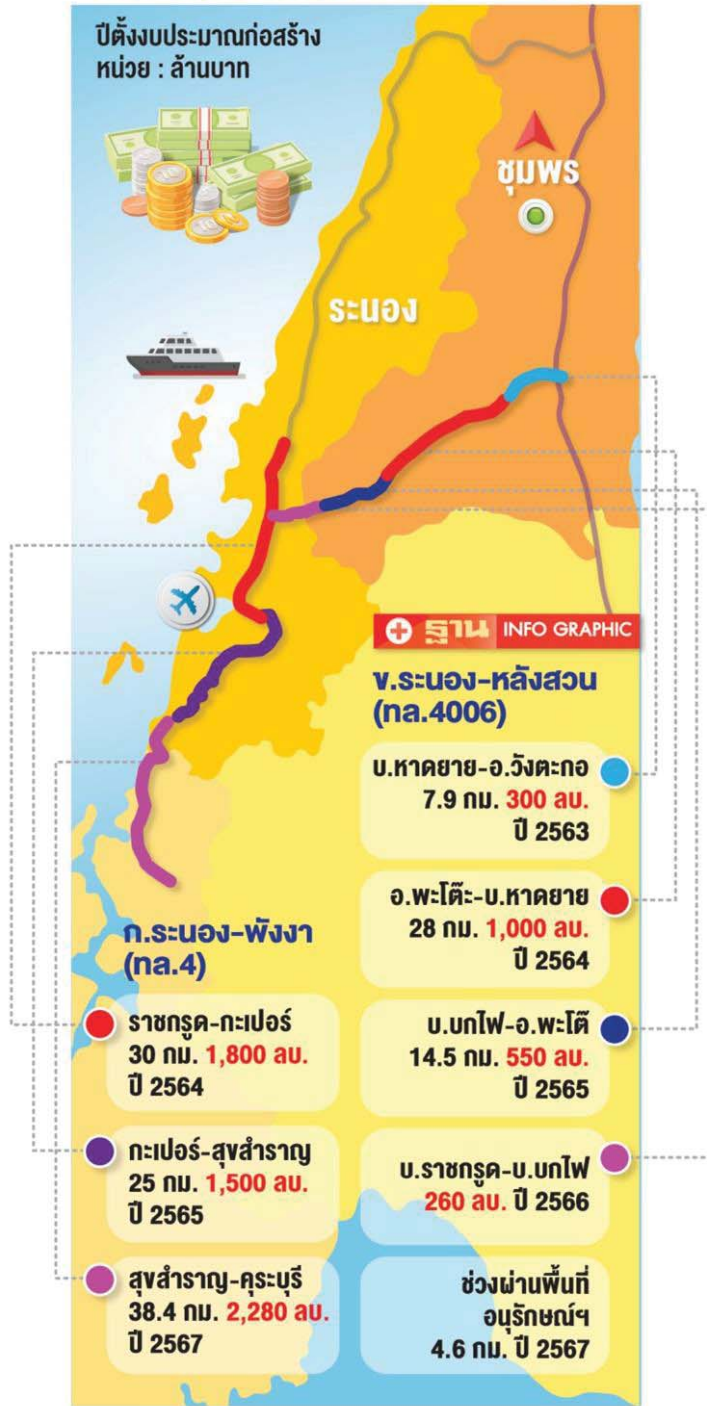 ปีตั้งงบประมาณก่อสร้าง
หน่วย : ล้านบาท
ชุมพร
ระนอง
ฐาน INFO GRAPHIC
ข.ระนอง-หลังสวน
(ทล.4006)
บ.หาดยาย-อ.วังตะกอ
7.9 กม. 300 ลบ.
ปี 2563
อ.พะโต๊ะ-บ.หาดยาย
28 กม. 1,000 ลบ.
ปี 2564
บ.บกไฟ-อ.พะโต๊
14.5 กม. 550 ลบ.
ปี 2565
บ.ราชกรูด-บ.บกไฟ
260 ลบ. ปี 2566
ช่วงผ่านพื้นที่
อนุรักษณ์ฯ
4.6 กม. ปี 2567
ก.ระนอง-พังงา
(ทล.4)
ราชกรูด-กะเปอร์
30 กม. 1,800 ลบ.
ปี 2564
กะเปอร์-สุขสำราญ
25 กม. 1,500 ลบ.
ปี 2565
สุขสำราญ-คุระบุรี
38.4 กม. 2,280 ลบ.
ปี 2567